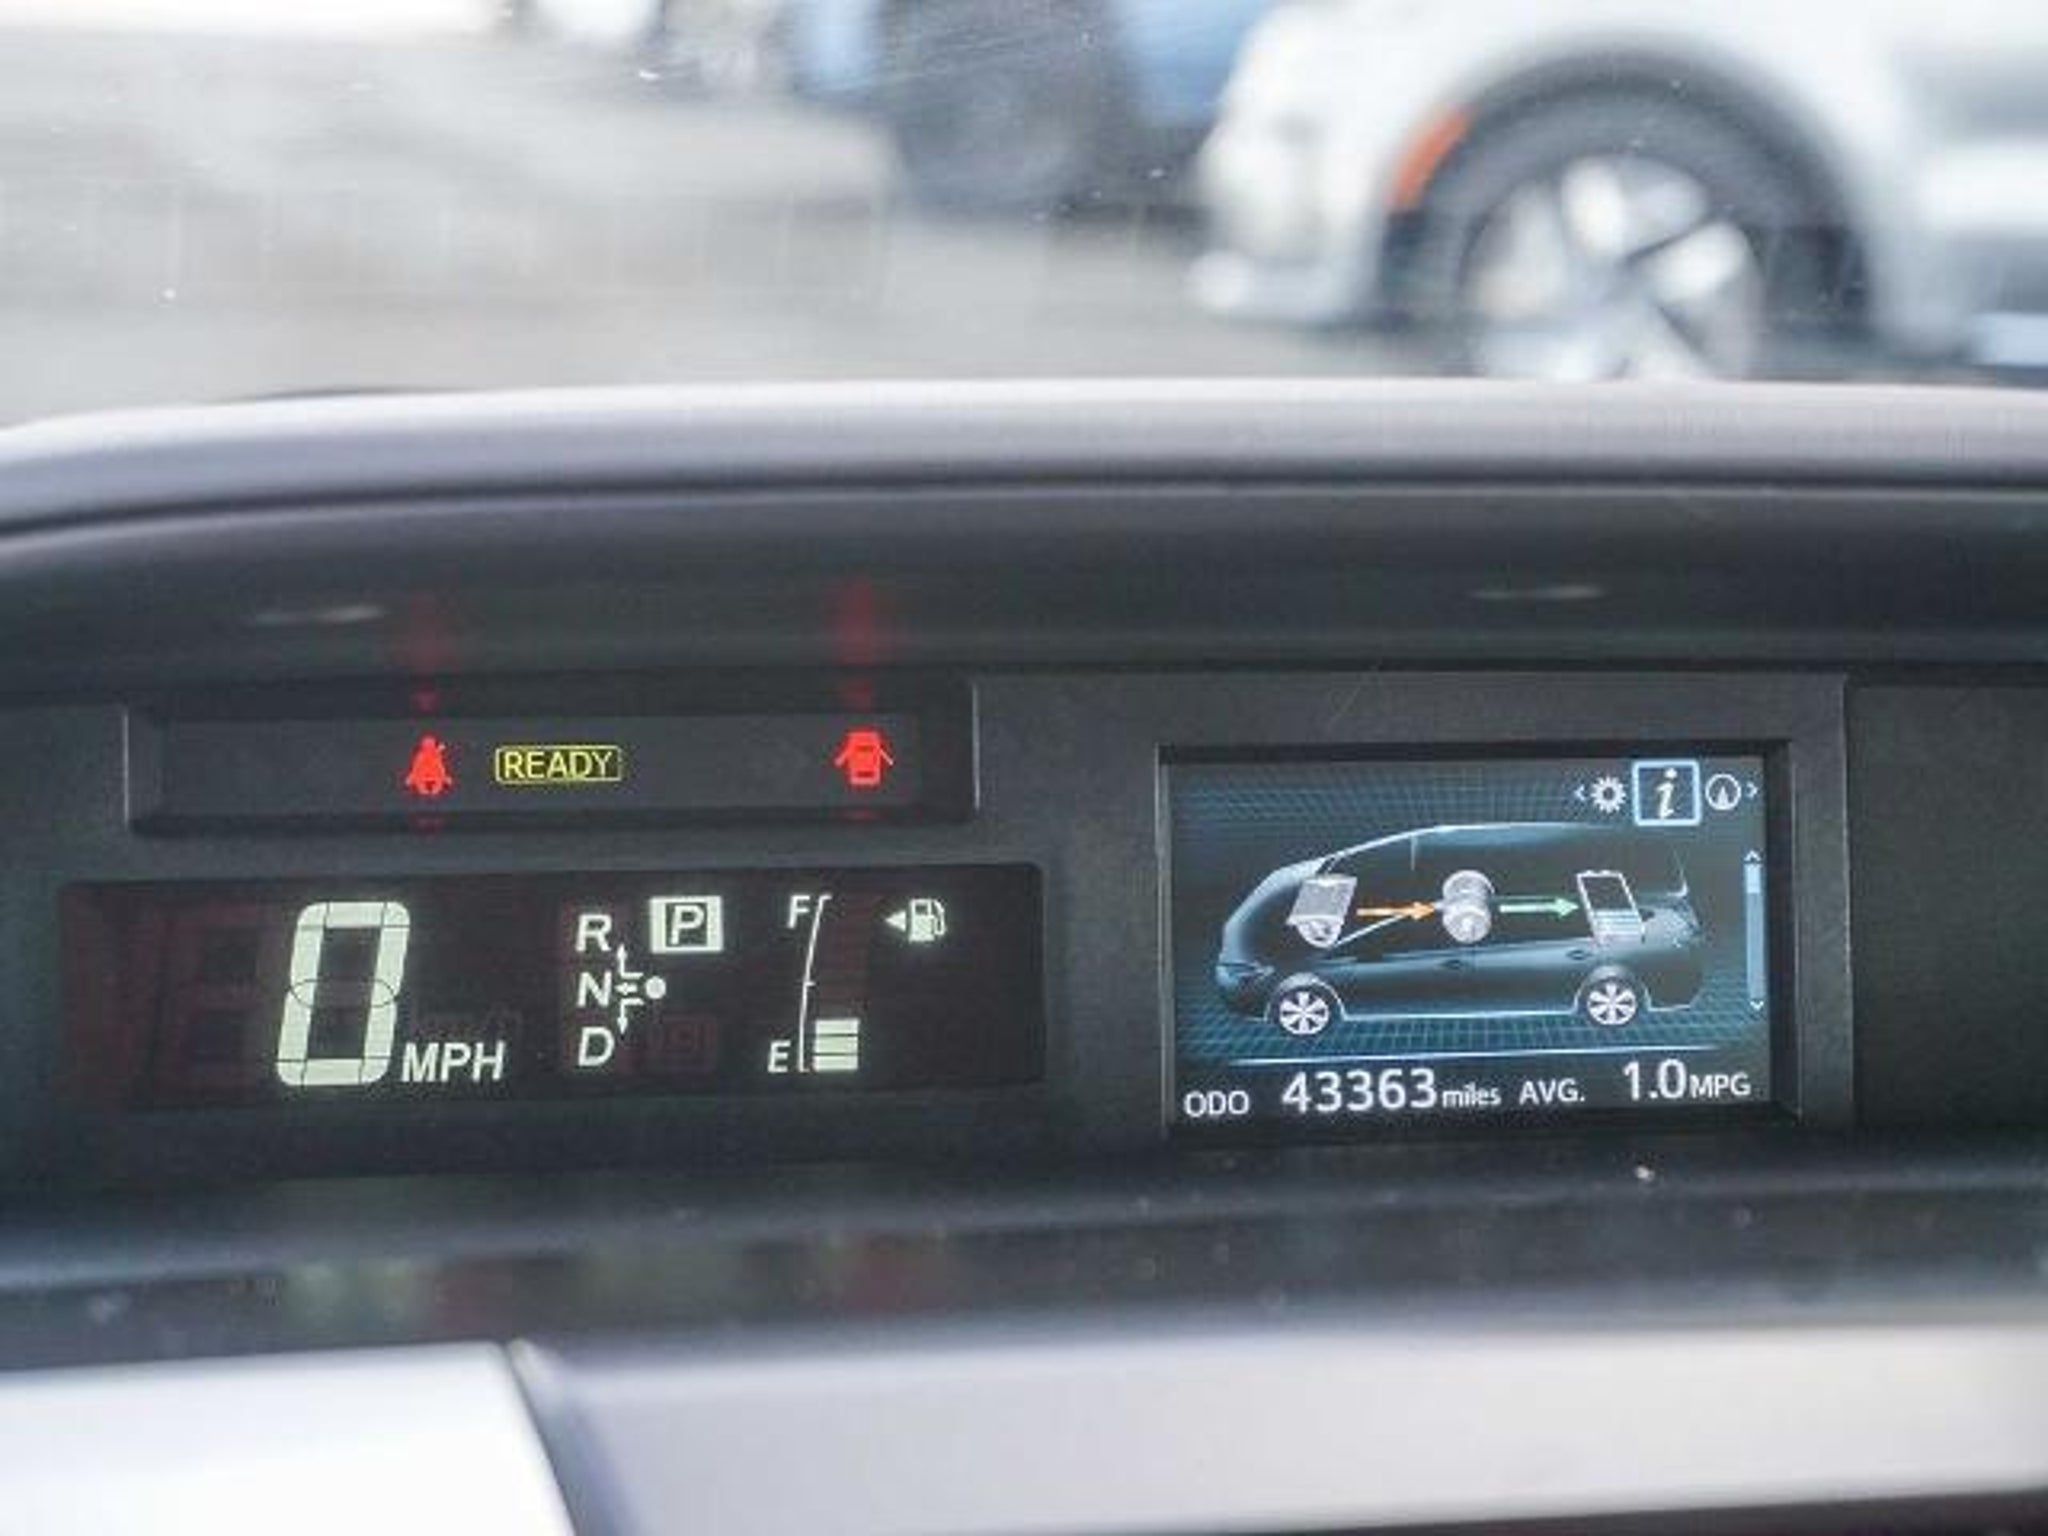 READY
0 MPH
R P
N
D
F
E
i
ODO 43363 miles AVG. 1.0 MPG